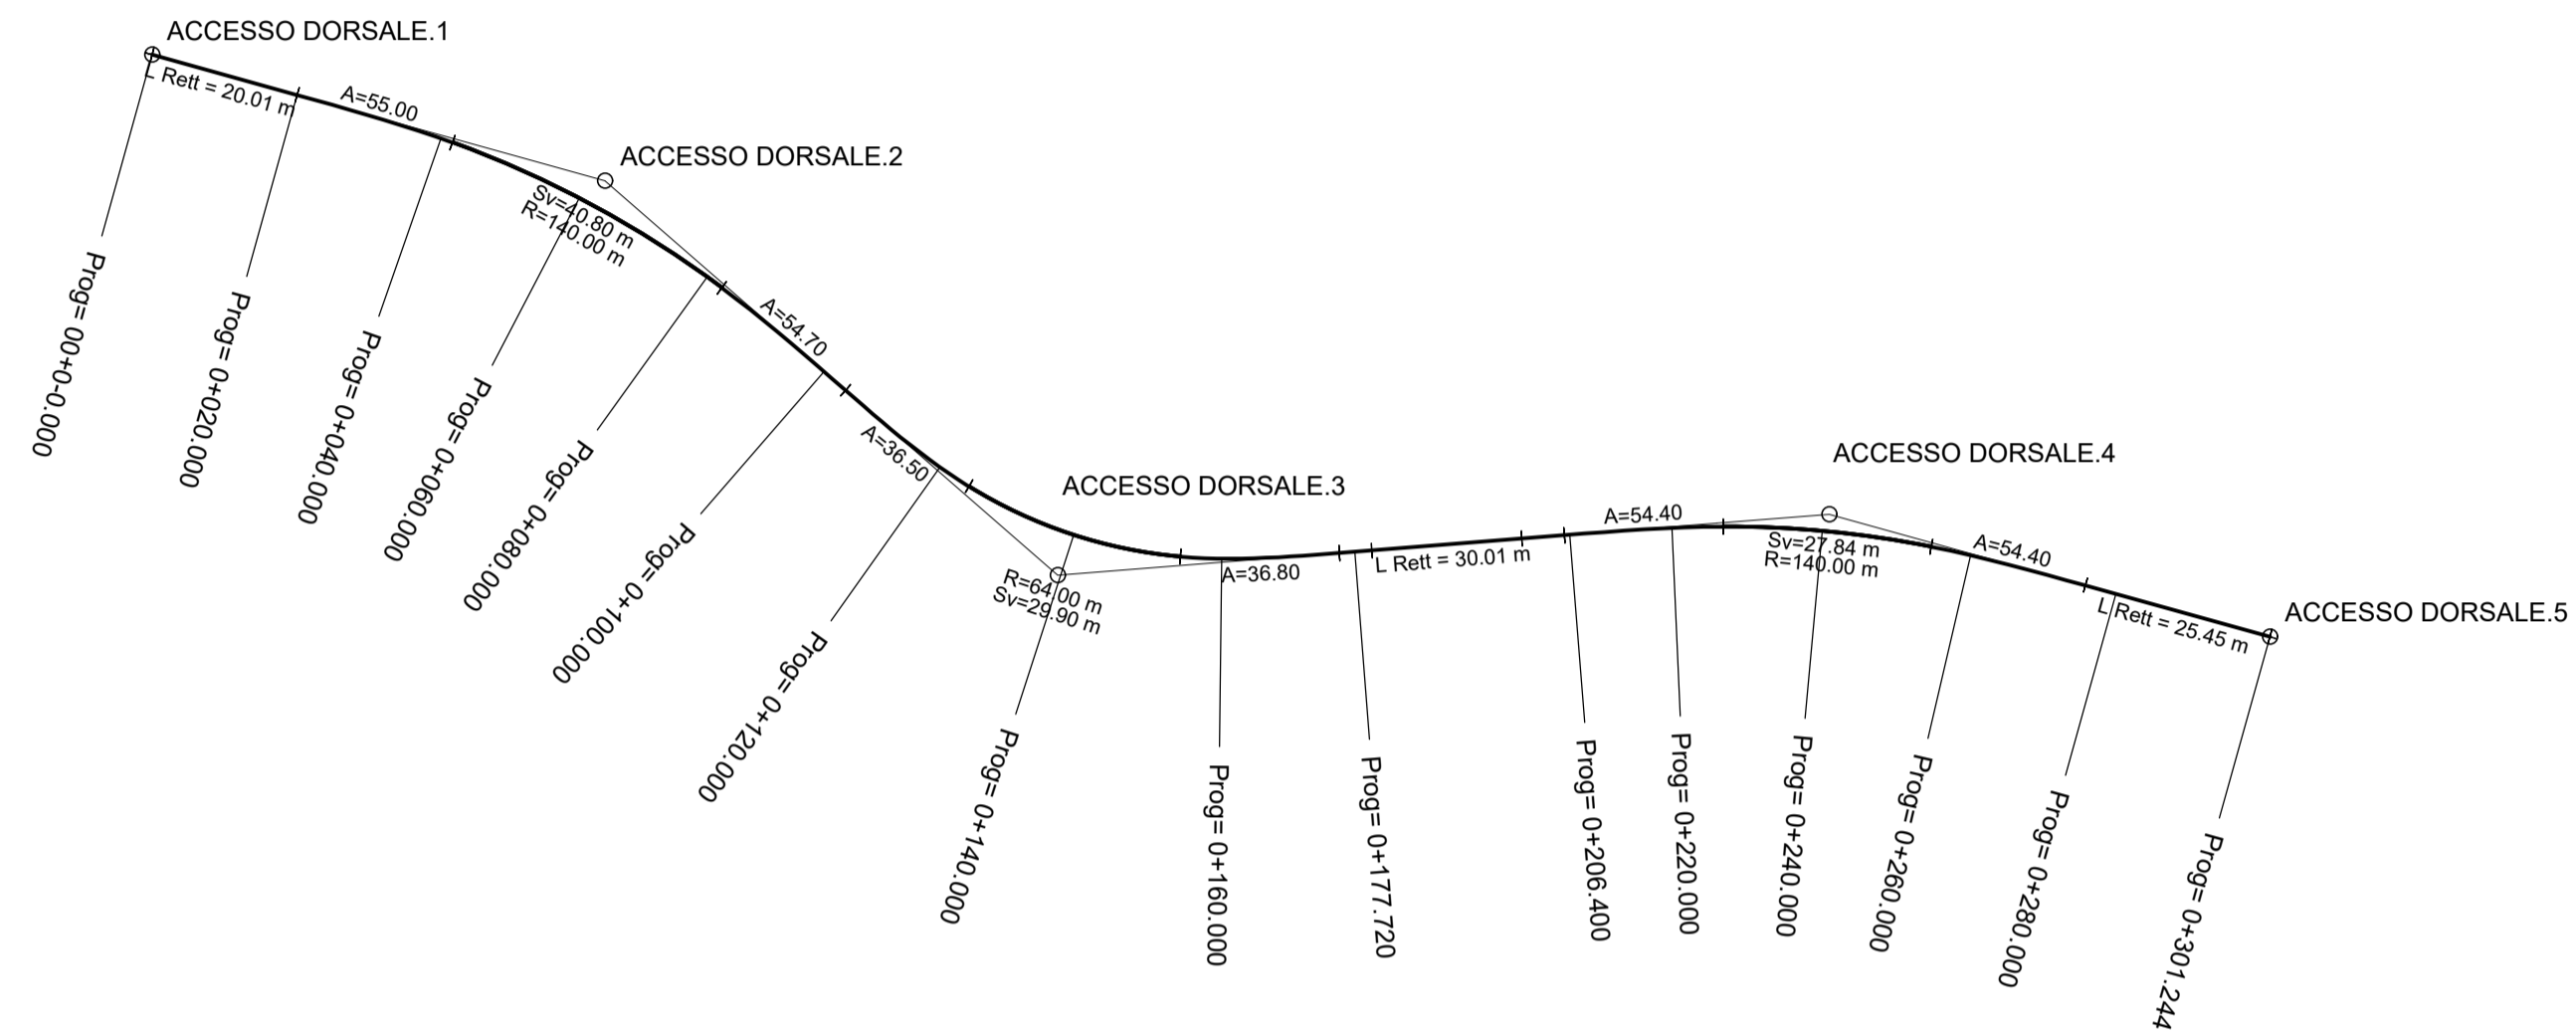 ACCESSO DORSALE.1
L Rett = 20.01 m
A=55.00
ACCESSO DORSALE.2
Sv=40.80 m
R=140.00 m
A=54.70
A=36.50
ACCESSO DORSALE.3
R=64.00 m
Sv=29.90 m
A=36.80
L Rett = 30.01 m
A=54.40
ACCESSO DORSALE.4
Sv=27.84 m
R=140.00 m
A=54.40
L Rett = 25.45 m
ACCESSO DORSALE.5
Prog= 00+0-0.000
Prog= 0+020.000
Prog= 0+040.000
Prog= 0+060.000
Prog= 0+080.000
Prog= 0+100.000
Prog= 0+120.000
Prog= 0+140.000
Prog= 0+160.000
Prog= 0+177.720
Prog= 0+206.400
Prog= 0+220.000
Prog= 0+240.000
Prog= 0+260.000
Prog= 0+280.000
Prog= 0+301.244